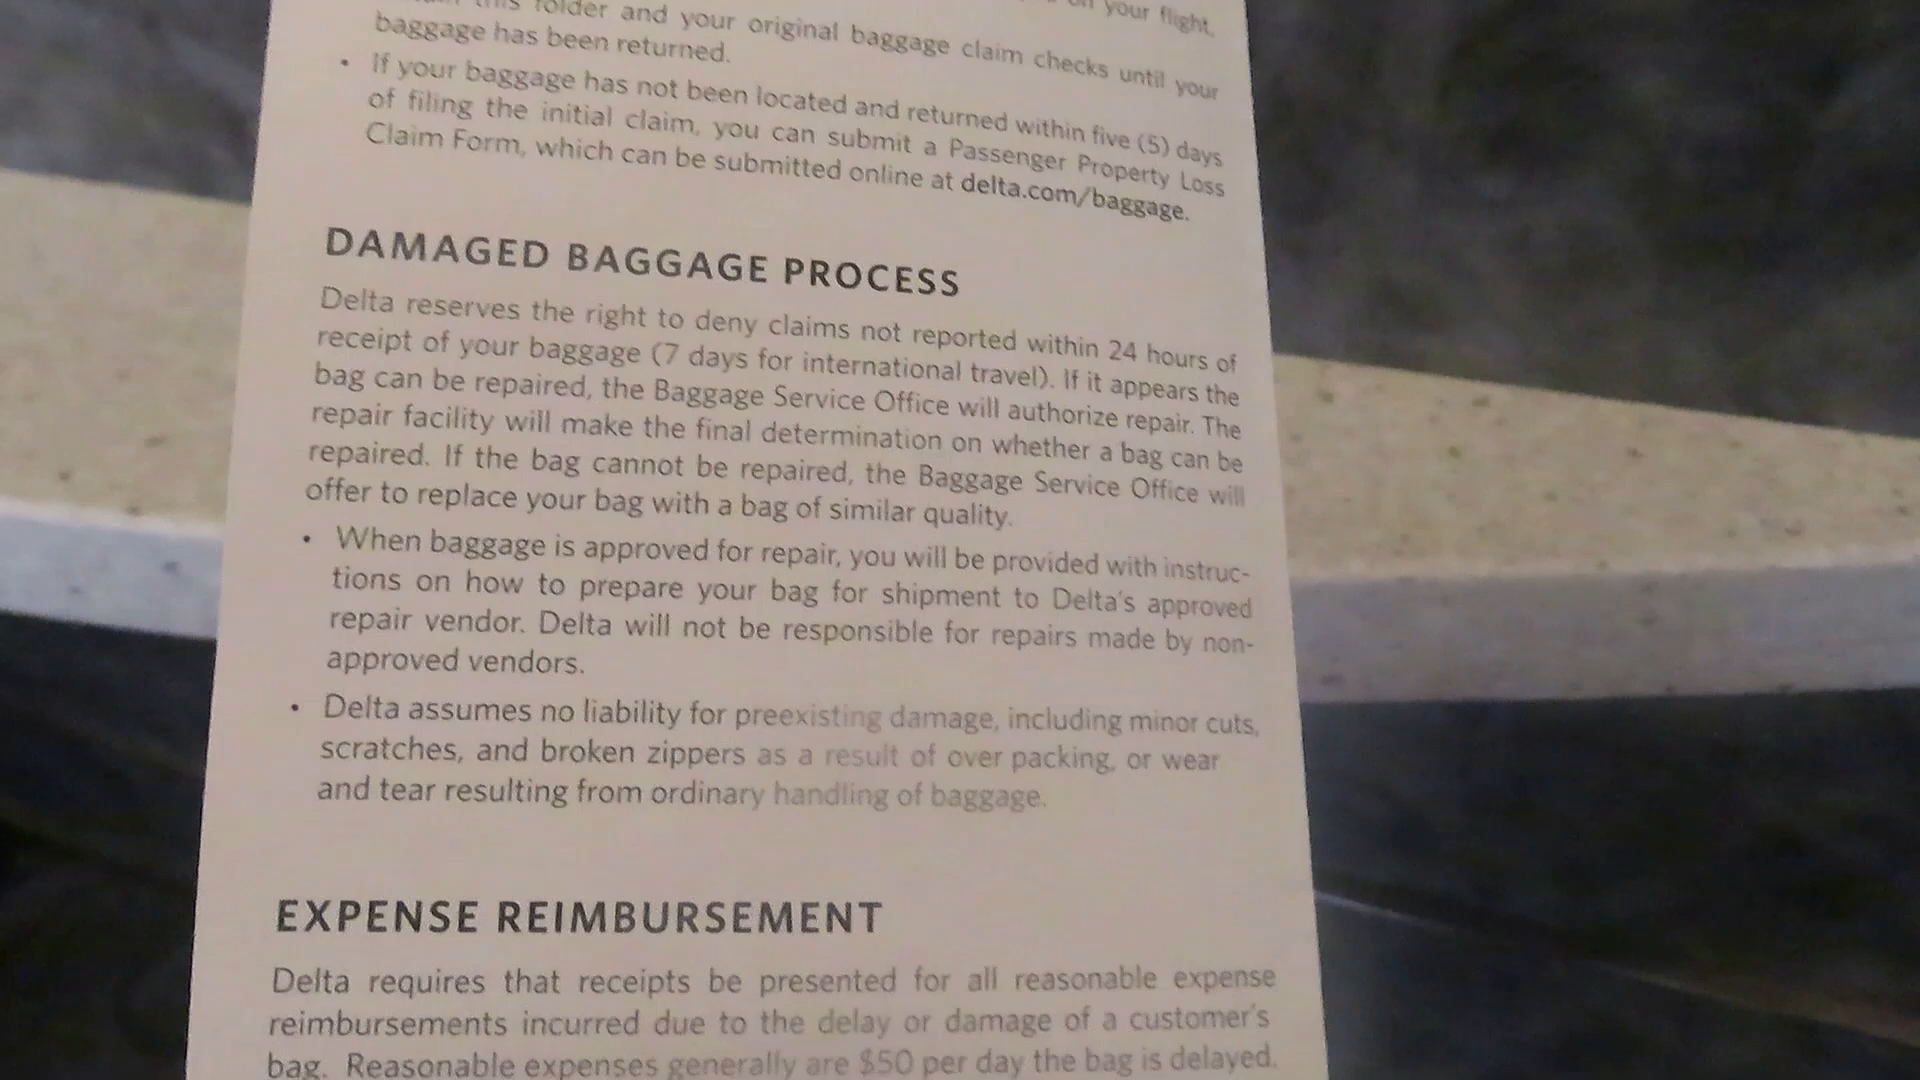 this folder and your original baggage claim checks until your
on your flight,
baggage has been returned.
• If your baggage has not been located and returned within five (5) days
of filing the initial claim, you can submit a Passenger Property Loss
Claim Form, which can be submitted online at delta.com/baggage.
DAMAGED BAGGAGE PROCESS
Delta reserves the right to deny claims not reported within 24 hours of
receipt of your baggage (7 days for international travel). If it appears the
bag can be repaired, the Baggage Service Office will authorize repair. The
repair facility will make the final determination on whether a bag can be
repaired. If the bag cannot be repaired, the Baggage Service Office will
offer to replace your bag with a bag of similar quality.
• When baggage is approved for repair, you will be provided with instruc-
tions on how to prepare your bag for shipment to Delta's approved
repair vendor. Delta will not be responsible for repairs made by non-
approved vendors.
• Delta assumes no liability for preexisting damage, including minor cuts,
scratches, and broken zippers as a result of over packing, or wear
and tear resulting from ordinary handling of baggage.
EXPENSE REIMBURSEMENT
Delta requires that receipts be presented for all reasonable expense
reimbursements incurred due to the delay or damage of a customer's
bag. Reasonable expenses generally are $50 per day the bag is delayed.